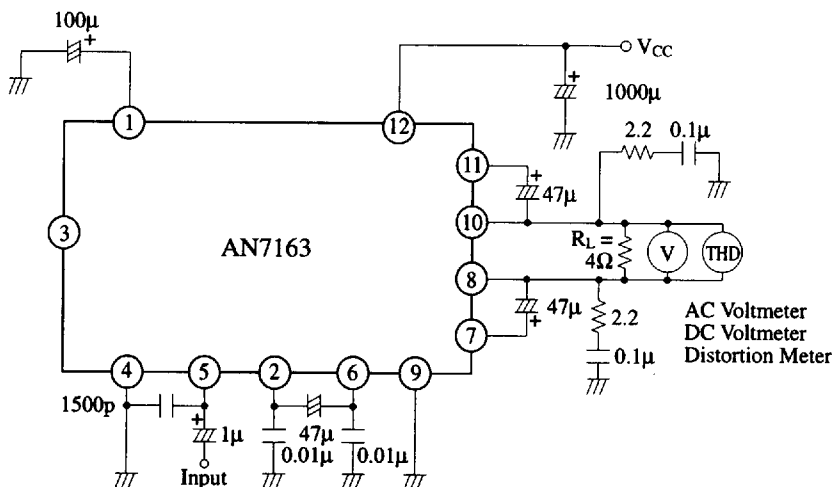 100μ
+
VCC
+
1000μ
1
12
2.2
0.1μ
11
+
47μ
3
10
AN7163
RL =
4Ω
V
THD
8
47μ
+
7
2.2
0.1μ
AC Voltmeter
DC Voltmeter
Distortion Meter
4
5
2
6
9
1500p
+
1μ
47μ
0.01μ
0.01μ
Input